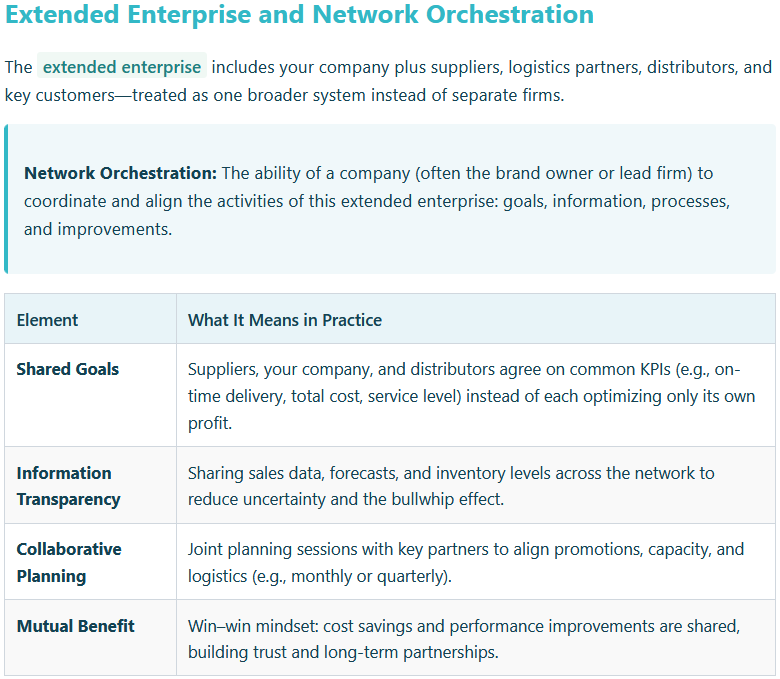 Extended Enterprise and Network Orchestration
The extended enterprise includes your company plus suppliers, logistics partners, distributors, and
key customers—treated as one broader system instead of separate firms.
Network Orchestration: The ability of a company (often the brand owner or lead firm) to
coordinate and align the activities of this extended enterprise: goals, information, processes,
and improvements.
Element
What It Means in Practice
Shared Goals
Suppliers, your company, and distributors agree on common KPIs (e.g., on-
time delivery, total cost, service level) instead of each optimizing only its own
profit.
Information
Transparency
Sharing sales data, forecasts, and inventory levels across the network to
reduce uncertainty and the bullwhip effect.
Collaborative
Planning
Joint planning sessions with key partners to align promotions, capacity, and
logistics (e.g., monthly or quarterly).
Mutual Benefit
Win–win mindset: cost savings and performance improvements are shared,
building trust and long-term partnerships.